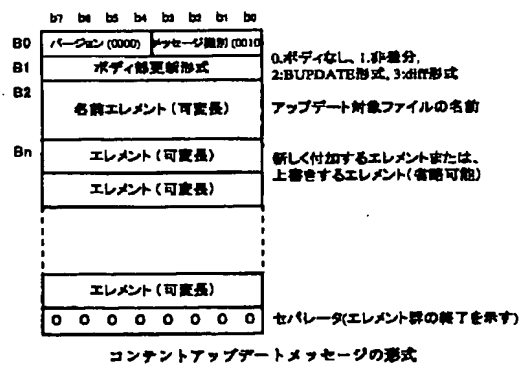 b7 b6 b5 b4 b3 b2 b1 b0
B0 バージョン(0000) メッセージ識別(0010)
B1 ボディ部更新形式
0.ボディなし、1.非差分,
2:BUPDATE形式, 3:diff形式
B2
名前エレメント(可変長)
アップデート対象ファイルの名前
Bn エレメント(可変長)
新しく付加するエレメントまたは、
上書きするエレメント(省略可能)
エレメント(可変長)
エレメント(可変長)
0 0 0 0 0 0 0 0
セパレータ(エレメント群の終了を示す)
コンテントアップデートメッセージの形式